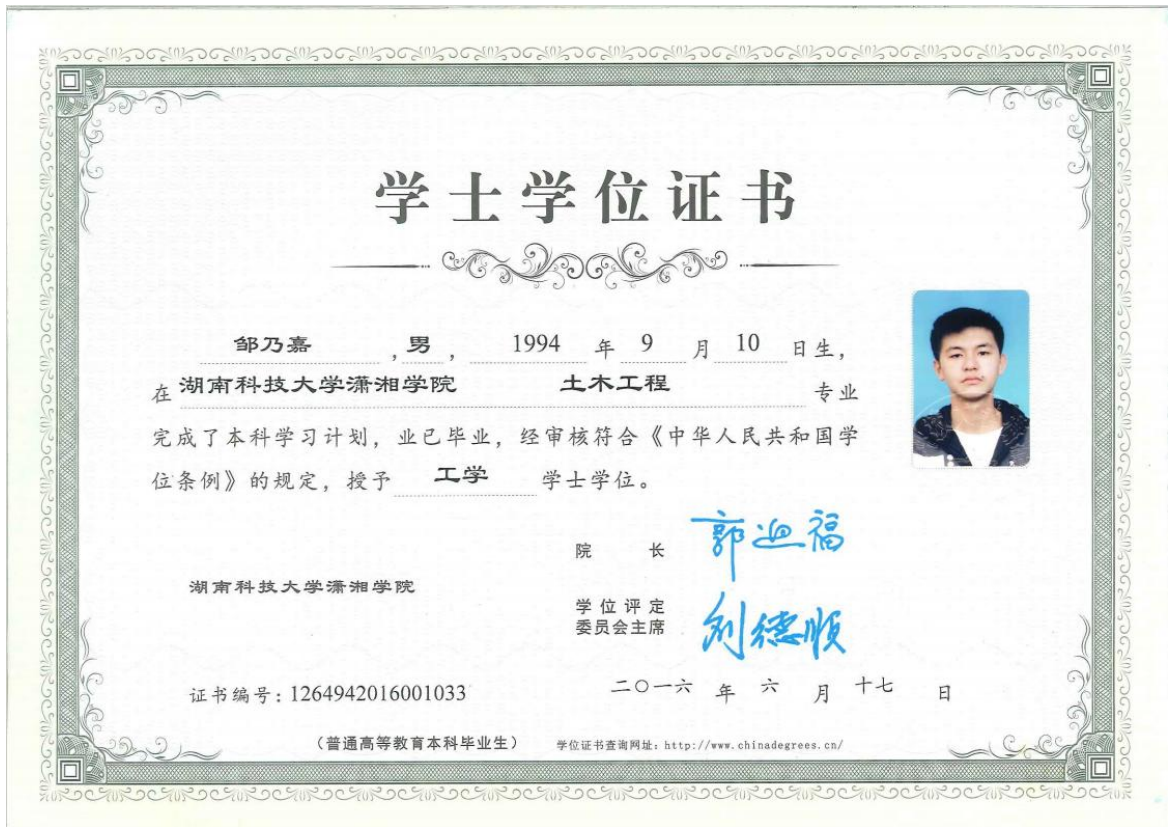 学士学位证书
邹乃嘉 ,男, 1994 年 9 月 10 日生,
在湖南科技大学潇湘学院 土木工程 专业
完成了本科学习计划, 业已毕业, 经审核符合《中华人民共和国学
位条例》的规定, 授予 工学 学士学位。
院 长 郭迎福
湖南科技大学潇湘学院
学位评定
委员会主席 刘德顺
证书编号: 1264942016001033
二〇一六 年 六 月 十七 日
(普通高等教育本科毕业生)
学位证书查询网址: http://www.chinadegrees.cn/